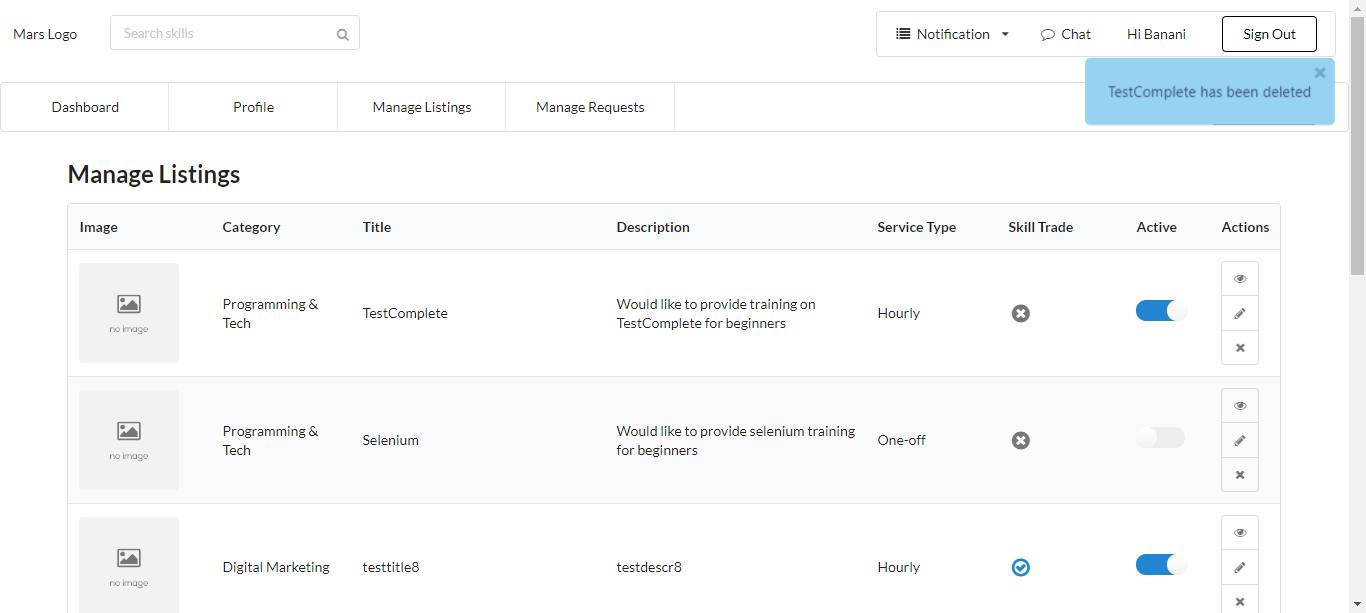 Mars Logo
Search skills
Notification
Chat
Hi Banani
Sign Out
TestComplete has been deleted
Dashboard
Profile
Manage Listings
Manage Requests
Manage Listings
Image Category Title Description Service Type Skill Trade Active Actions
no image
Programming &
Tech
TestComplete
Would like to provide training on
TestComplete for beginners
Hourly
no image
Programming &
Tech
Selenium
Would like to provide selenium training
for beginners
One-off
no image
Digital Marketing
testtitle8
testdescr8
Hourly